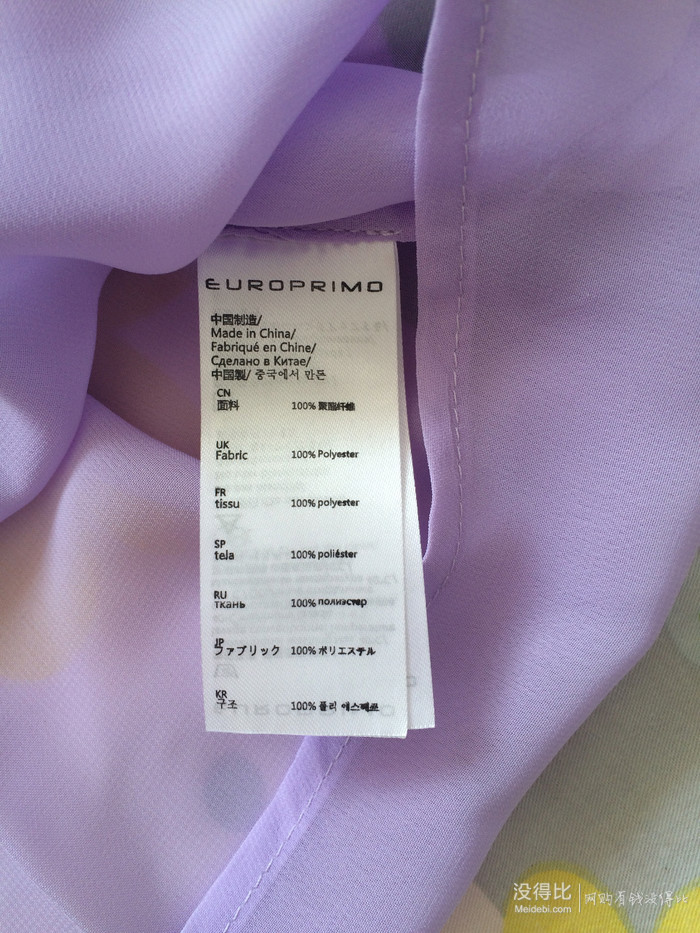 EUROPRIMO
中国制造/
Made in China/
Fabriqué en Chine/
Сделано в Китае/
中国製/ 중국에서 만든
CN
面料 100% 聚酯纤维
UK
Fabric 100% Polyester
FR
tissu 100% polyester
SP
tela 100% poliéster
RU
ткань 100% полиэстер
JP
ファブリック 100% ポリエステル
KR
구조 100% 폴리 에스테르
没得比 网购有钱没得比
Meidebi.com